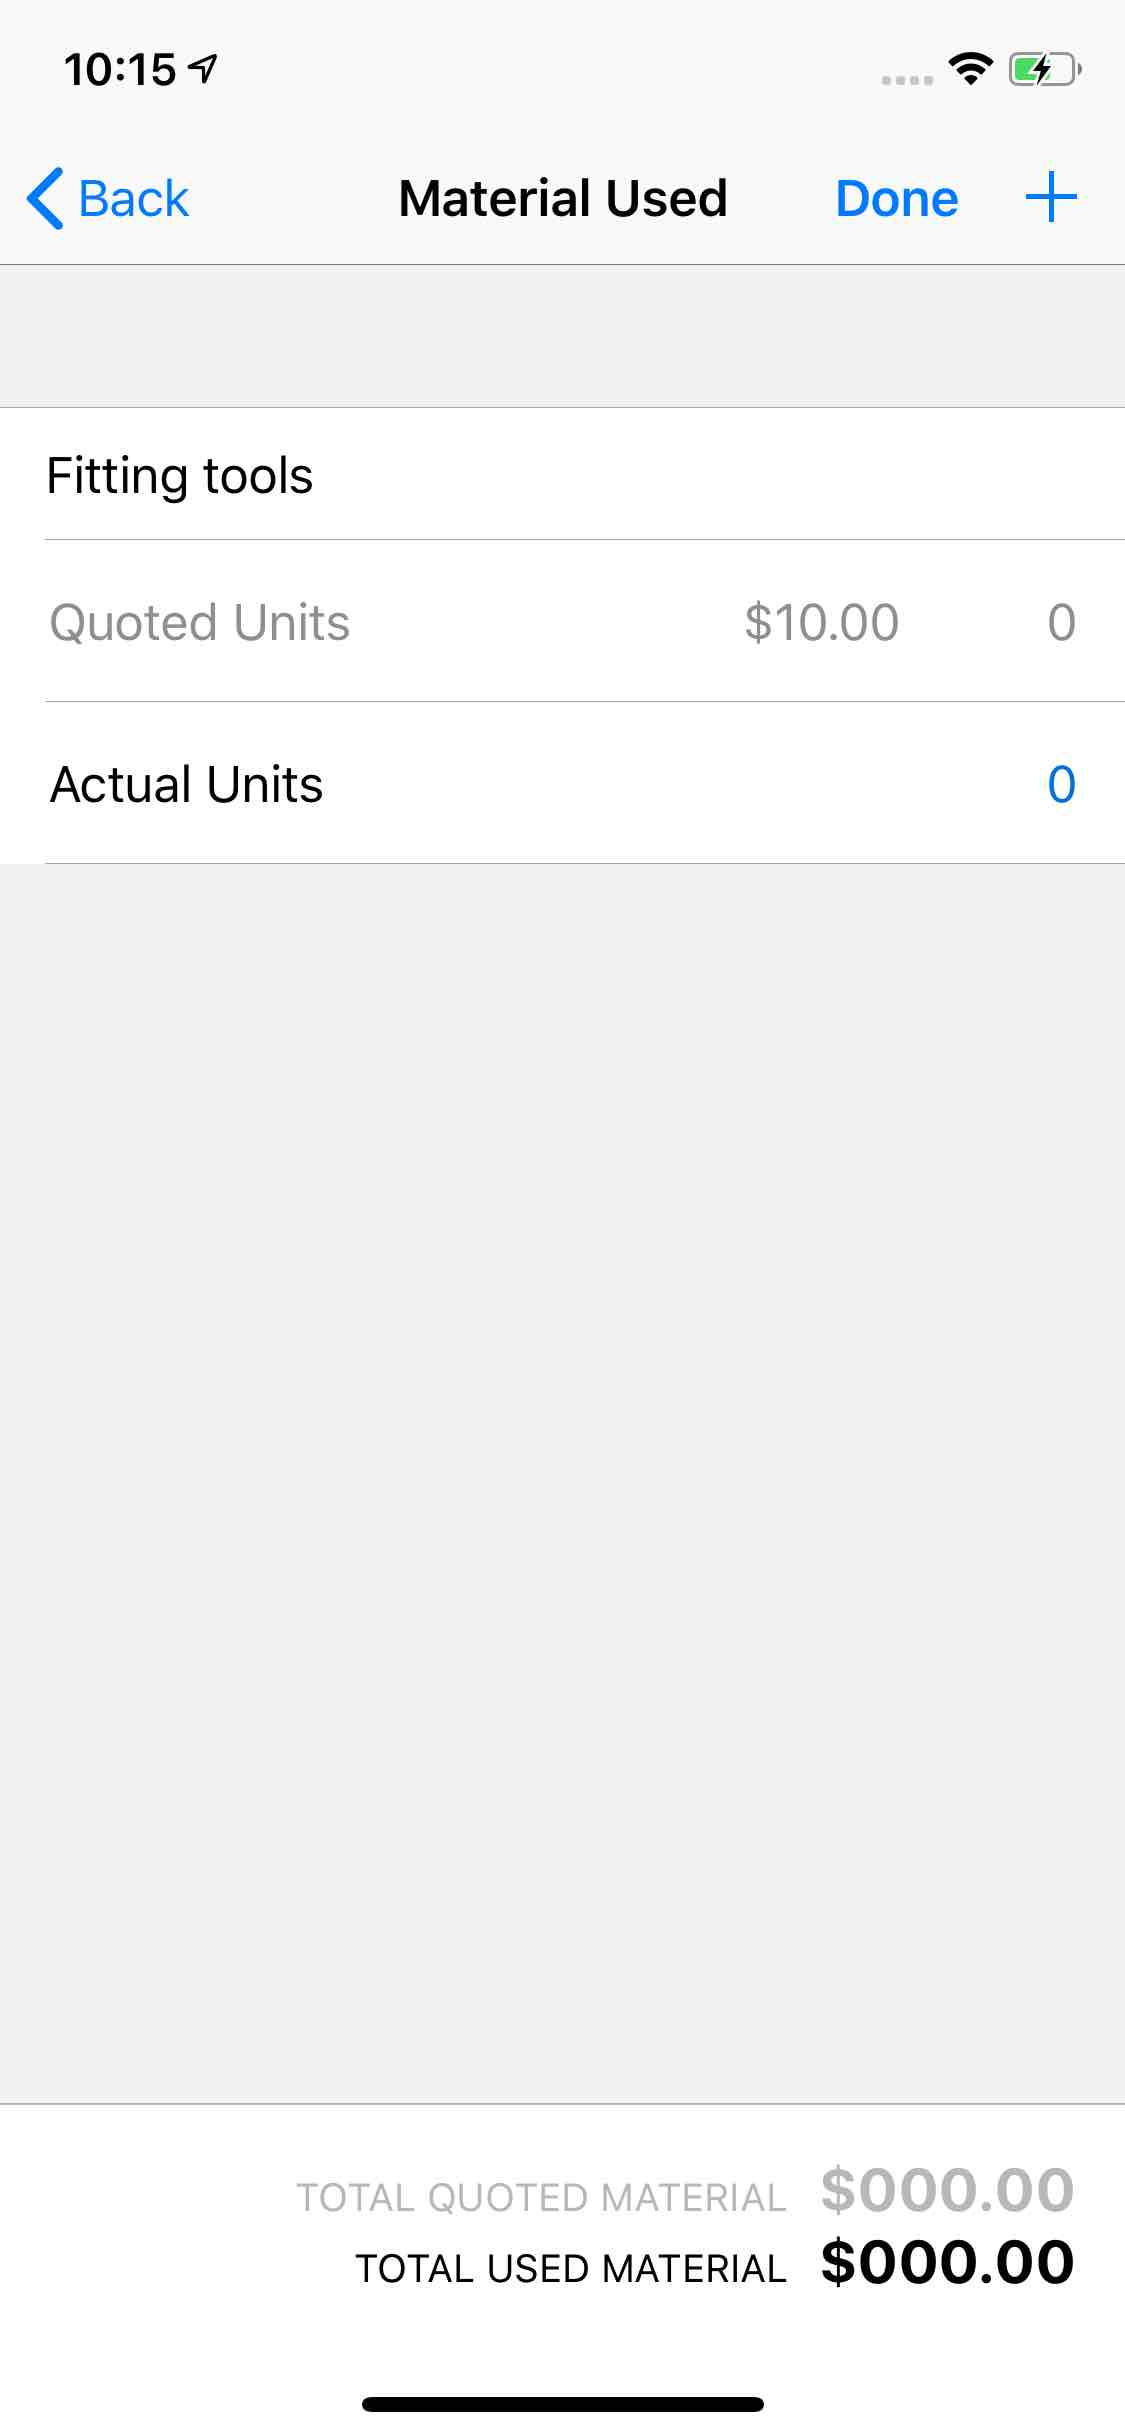 10:15
Back Material Used Done
Fitting tools
Quoted Units $10.00 0
Actual Units 0
TOTAL QUOTED MATERIAL $000.00
TOTAL USED MATERIAL $000.00